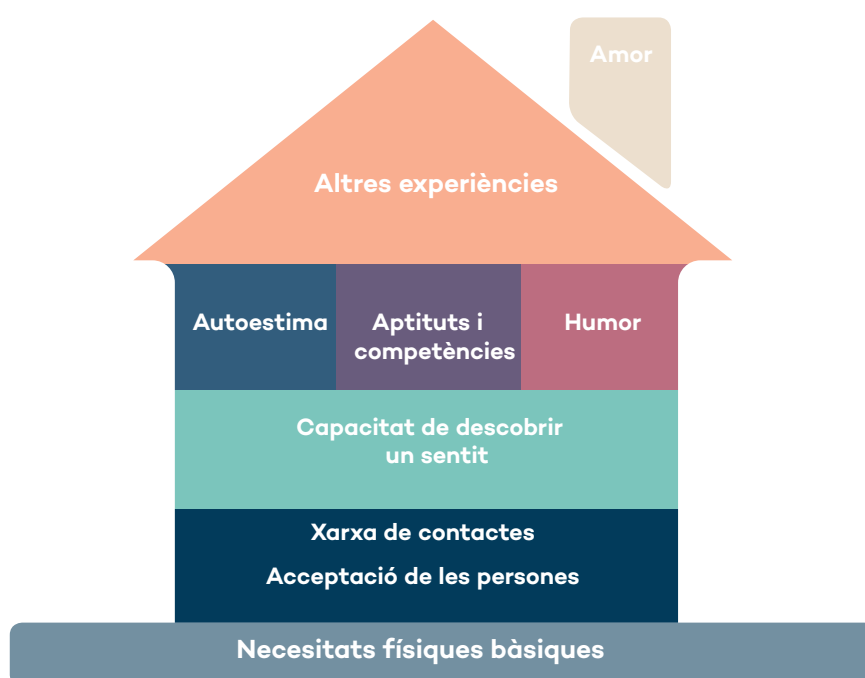 Amor
Altres experiències
Autoestima
Aptituts i
competències
Humor
Capacitat de descobrir
un sentit
Xarxa de contactes
Acceptació de les persones
Necesitats físiques bàsiques